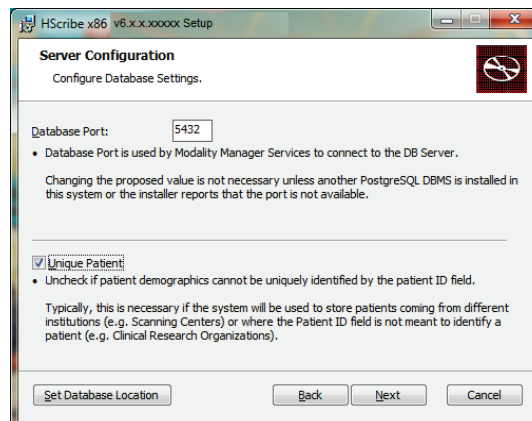 HScribe x86 v6.x.x.xxxxx Setup
Server Configuration
Configure Database Settings.
Database Port: 5432
• Database Port is used by Modality Manager Services to connect to the DB Server.
Changing the proposed value is not necessary unless another PostgreSQL DBMS is installed in
this system or the installer reports that the port is not available.
Unique Patient
• Uncheck if patient demographics cannot be uniquely identified by the patient ID field.
Typically, this is necessary if the system will be used to store patients coming from different
institutions (e.g. Scanning Centers) or where the Patient ID field is not meant to identify a
patient (e.g. Clinical Research Organizations).
Set Database Location Back Next Cancel